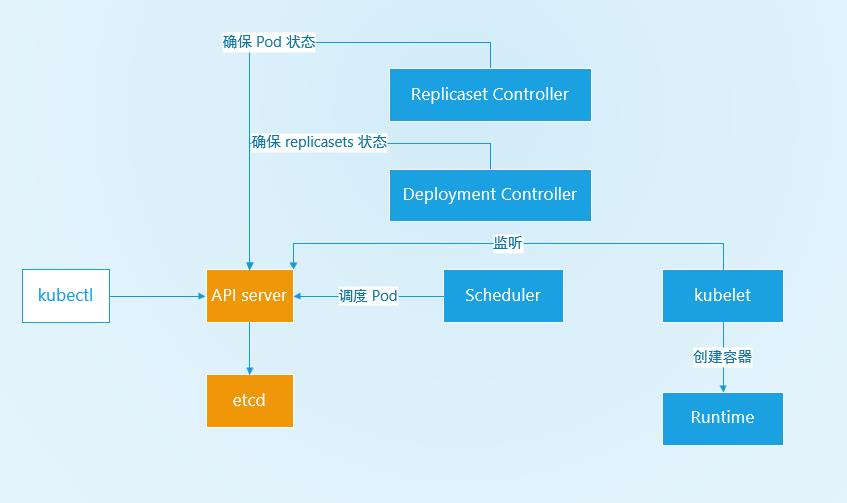 确保 Pod 状态
Replicaset Controller
确保 replicasets 状态
Deployment Controller
监听
kubectl
API server
调度 Pod
Scheduler
kubelet
创建容器
etcd
Runtime